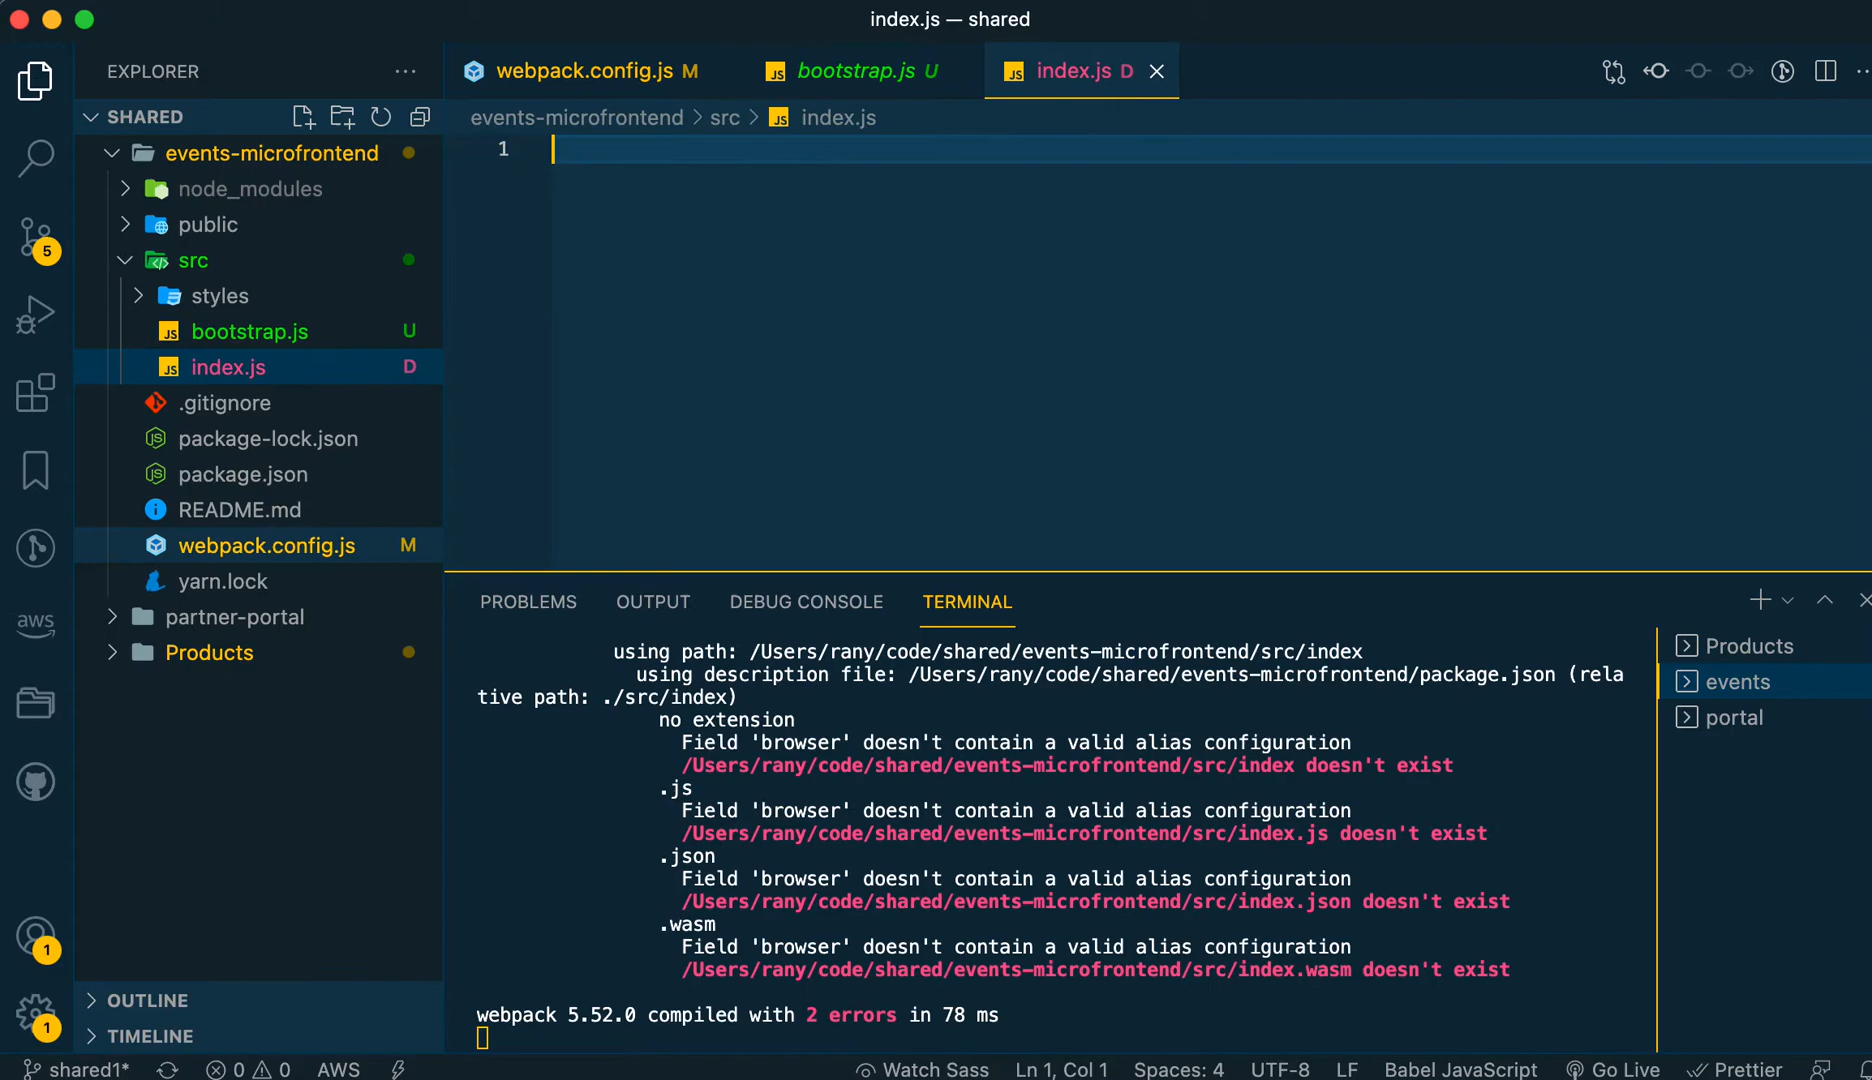 index.js — shared
EXPLORER
webpack.config.js M
JS bootstrap.js U
JS index.js D
SHARED
events-microfrontend > src > JS index.js
events-microfrontend
node_modules
public
src
styles
JS bootstrap.js U
JS index.js D
.gitignore
package-lock.json
package.json
README.md
webpack.config.js M
yarn.lock
partner-portal
Products
5
aws
1
1
OUTLINE
TIMELINE
1
PROBLEMS OUTPUT DEBUG CONSOLE TERMINAL
using path: /Users/rany/code/shared/events-microfrontend/src/index
using description file: /Users/rany/code/shared/events-microfrontend/package.json (rela
tive path: ./src/index)
no extension
Field 'browser' doesn't contain a valid alias configuration
/Users/rany/code/shared/events-microfrontend/src/index doesn't exist
.js
Field 'browser' doesn't contain a valid alias configuration
/Users/rany/code/shared/events-microfrontend/src/index.js doesn't exist
.json
Field 'browser' doesn't contain a valid alias configuration
/Users/rany/code/shared/events-microfrontend/src/index.json doesn't exist
.wasm
Field 'browser' doesn't contain a valid alias configuration
/Users/rany/code/shared/events-microfrontend/src/index.wasm doesn't exist
webpack 5.52.0 compiled with 2 errors in 78 ms
Products
events
portal
shared1* 0 0 AWS Watch Sass Ln 1, Col 1 Spaces: 4 UTF-8 LF Babel JavaScript Go Live Prettier